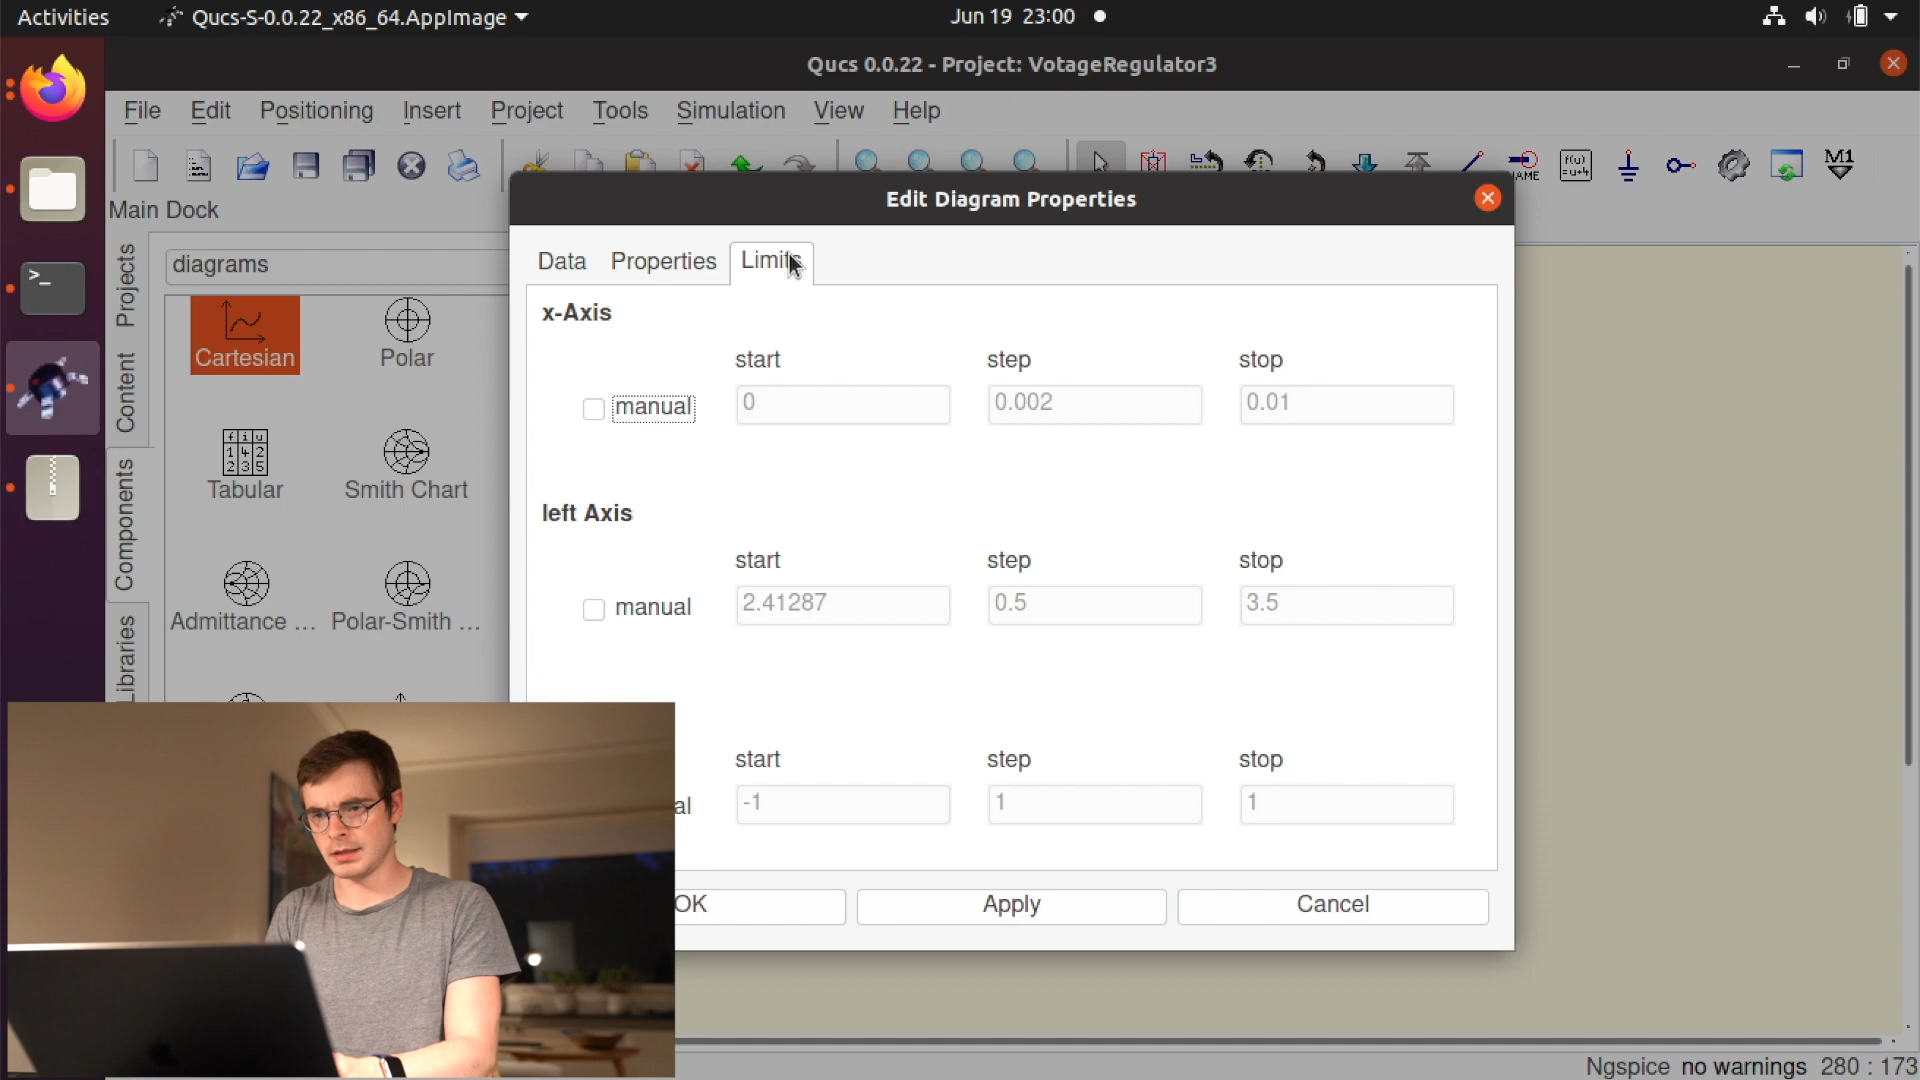 Activities Qucs-S-0.0.22_x86_64.AppImage Jun 19 23:00
Qucs 0.0.22 - Project: VotageRegulator3
File Edit Positioning Insert Project Tools Simulation View Help
NAME f(u) =u+4 M1
Main Dock
Edit Diagram Properties
Projects
Content
Components
Libraries
diagrams
Cartesian Polar
Tabular Smith Chart
Admittance ... Polar-Smith ...
Data Properties Limits
x-Axis
start step stop
manual 0 0.002 0.01
left Axis
start step stop
manual 2.41287 0.5 3.5
start step stop
al -1 1 1
OK Apply Cancel
Ngspice no warnings 280 : 173